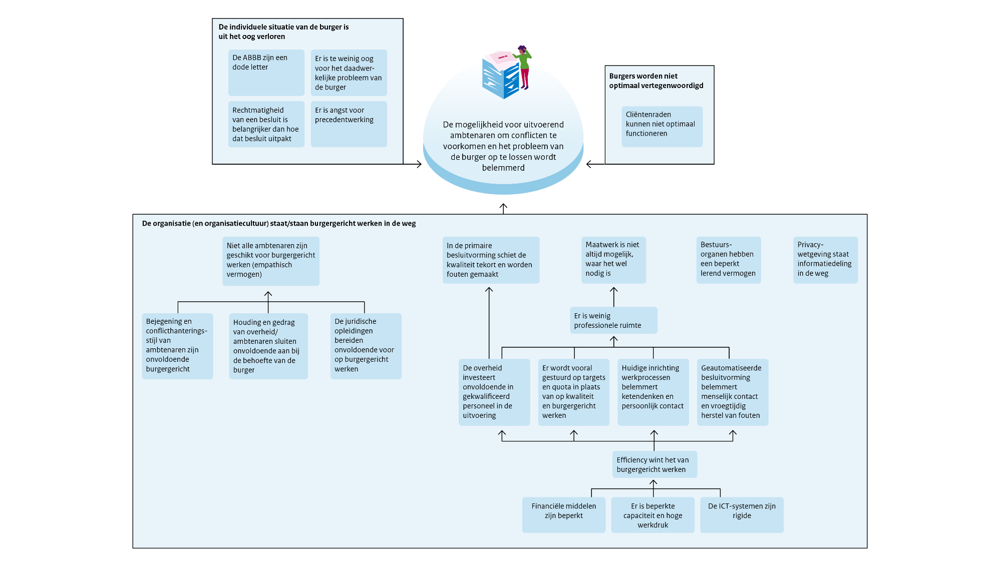 De individuele situatie van de burger is
uit het oog verloren
De ABBB zijn een
dode letter
Er is te weinig oog
voor het daadwer-
kelijke probleem van
de burger
Rechtmatigheid
van een besluit is
belangrijker dan hoe
dat besluit uitpakt
Er is angst voor
precedentwerking
De mogelijkheid voor uitvoerend
ambtenaren om conflicten te
voorkomen en het probleem van
de burger op te lossen wordt
belemmerd
Burgers worden niet
optimaal vertegenwoordigd
Cliëntenraden
kunnen niet optimaal
functioneren
De organisatie (en organisatiecultuur) staat/staan burgergericht werken in de weg
Niet alle ambtenaren zijn
geschikt voor burgergericht
werken (empathisch
vermogen)
In de primaire
besluitvorming schiet de
kwaliteit tekort en worden
fouten gemaakt
Maatwerk is niet
altijd mogelijk,
waar het wel
nodig is
Bestuurs-
organen hebben
een beperkt
lerend vermogen
Privacy-
wetgeving staat
informatiedeling
in de weg
Er is weinig
professionele ruimte
Bejegening en
conflicthanterings-
stijl van
ambtenaren zijn
onvoldoende
burgergericht
Houding en gedrag
van overheid/
ambtenaren sluiten
onvoldoende aan bij
de behoefte van de
burger
De juridische
opleidingen
bereiden
onvoldoende voor
op burgergericht
werken
De overheid
investeert
onvoldoende in
gekwalificeerd
personeel in de
uitvoering
Er wordt vooral
gestuurd op targets
en quota in plaats
van op kwaliteit
en burgergericht
werken
Huidige inrichting
werkprocessen
belemmert
ketendenken en
persoonlijk contact
Geautomatiseerde
besluitvorming
belemmert
menselijk contact
en vroegtijdig
herstel van fouten
Efficiency wint het van
burgergericht werken
Financiële middelen
zijn beperkt
Er is beperkte
capaciteit en hoge
werkdruk
De ICT-systemen zijn
rigide